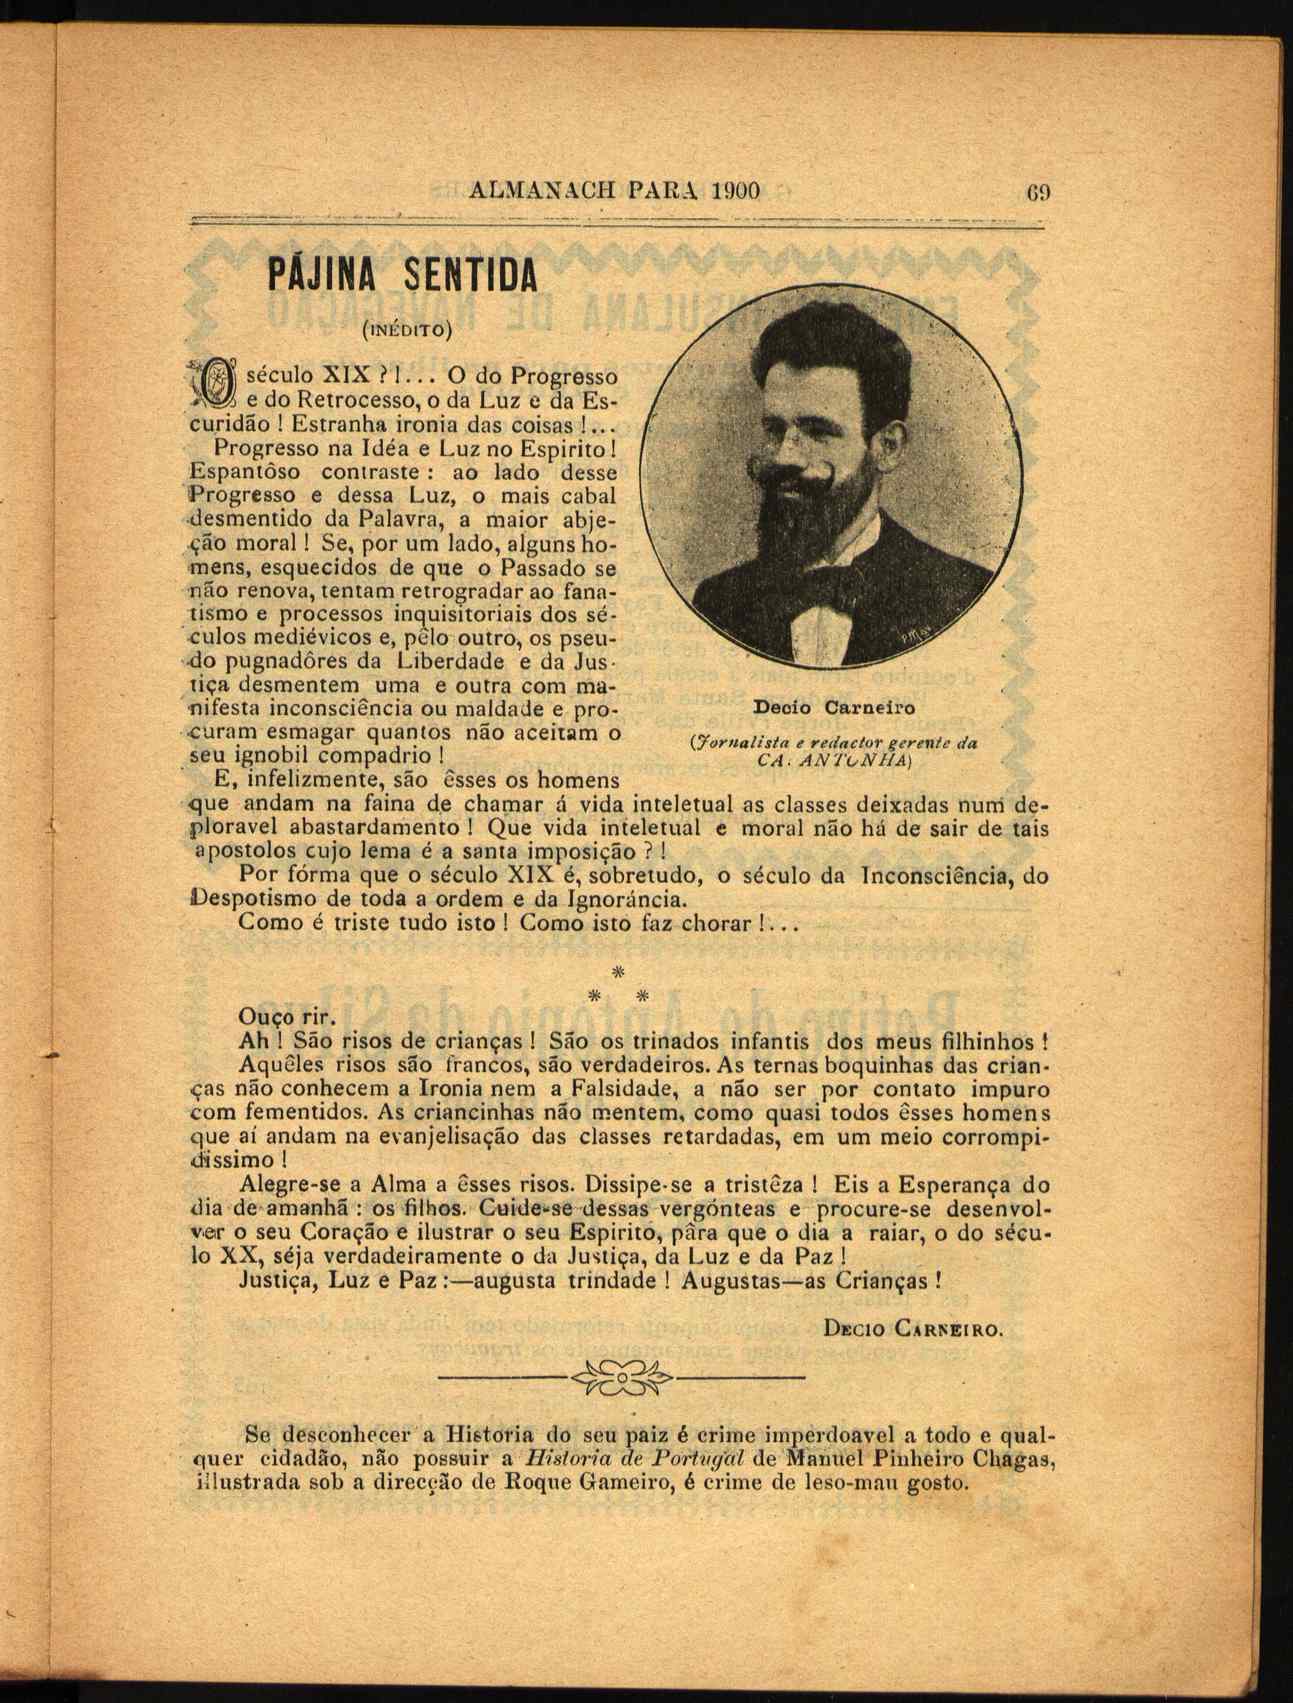 ALMANACH PARA 1900 69
PÁJINA SENTIDA
(INÉDITO)
O século XIX ?!... O do Progresso
e do Retrocesso, o da Luz e da Es-
curidão ! Estranha ironia das coisas !...
Progresso na Idéa e Luz no Espirito !
Espantôso contraste : ao lado desse
Progresso e dessa Luz, o mais cabal
desmentido da Palavra, a maior abje-
ção moral ! Se, por um lado, alguns ho-
mens, esquecidos de que o Passado se
não renova, tentam retrogradar ao fana-
tismo e processos inquisitoriais dos sé-
culos mediévicos e, pêlo outro, os pseu-
do pugnadôres da Liberdade e da Jus-
tiça desmentem uma e outra com ma-
nifesta inconsciência ou maldade e pro-
curam esmagar quantos não aceitam o
seu ignobil compadrio !
Decio Carneiro
(Jornalista e redactor gerente da
CA. ANTUNHA)
E, infelizmente, são êsses os homens
que andam na faina de chamar á vida inteletual as classes deixadas num de-
ploravel abastardamento ! Que vida inteletual e moral não há de sair de tais
apostolos cujo lema é a santa imposição ? !
Por fórma que o século XIX é, sobretudo, o século da Inconsciência, do
Despotismo de toda a ordem e da Ignoráncia.
Como é triste tudo isto ! Como isto faz chorar !...
*
* *
Ouço rir.
Ah ! São risos de crianças ! São os trinados infantis dos meus filhinhos !
Aquêles risos são francos, são verdadeiros. As ternas boquinhas das crian-
ças não conhecem a Ironia nem a Falsidade, a não ser por contato impuro
com fementidos. As criancinhas não mentem, como quasi todos êsses homens
que aí andam na evanjelisação das classes retardadas, em um meio corrompi-
dissimo !
Alegre-se a Alma a êsses risos. Dissipe-se a tristêza ! Eis a Esperança do
dia de amanhã : os filhos. Cuide-se dessas vergónteas e procure-se desenvol-
ver o seu Coração e ilustrar o seu Espirito, pâra que o dia a raiar, o do sécu-
lo XX, séja verdadeiramente o da Justiça, da Luz e da Paz !
Justiça, Luz e Paz :—augusta trindade ! Augustas—as Crianças !
DECIO CARNEIRO.
Se desconhecer a Historia do seu paiz é crime imperdoavel a todo e qual-
quer cidadão, não possuir a Historia de Portugal de Manuel Pinheiro Chagas,
illustrada sob a direcção de Roque Gameiro, é crime de leso-mau gosto.